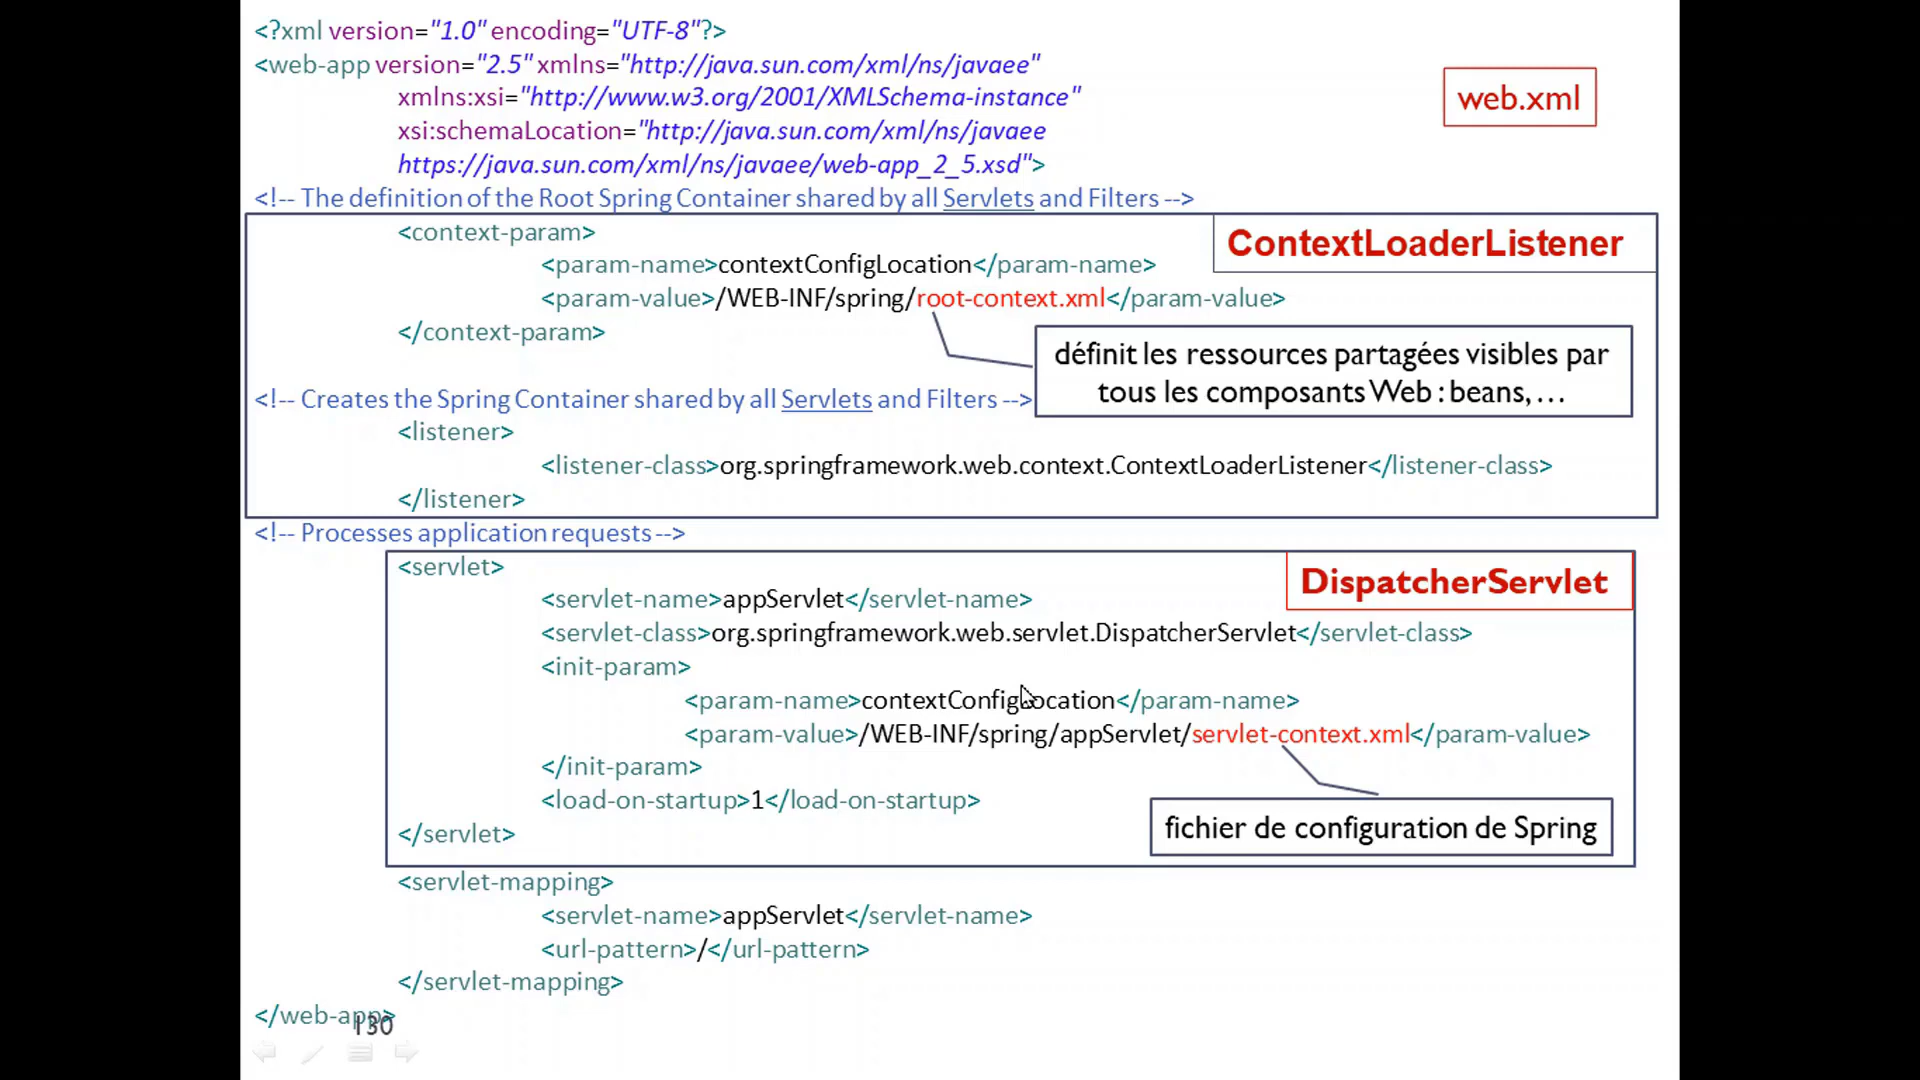 <?xml version="1.0" encoding="UTF-8"?>
<web-app version="2.5" xmlns="http://java.sun.com/xml/ns/javaee"
web.xml
xmlns:xsi="http://www.w3.org/2001/XMLSchema-instance"
xsi:schemaLocation="http://java.sun.com/xml/ns/javaee
https://java.sun.com/xml/ns/javaee/web-app_2_5.xsd">
<!-- The definition of the Root Spring Container shared by all Servlets and Filters -->
<context-param>
ContextLoaderListener
<param-name>contextConfigLocation</param-name>
<param-value>/WEB-INF/spring/root-context.xml</param-value>
</context-param>
définit les ressources partagées visibles par
tous les composants Web : beans, …
<!-- Creates the Spring Container shared by all Servlets and Filters -->
<listener>
<listener-class>org.springframework.web.context.ContextLoaderListener</listener-class>
</listener>
<!-- Processes application requests -->
<servlet>
DispatcherServlet
<servlet-name>appServlet</servlet-name>
<servlet-class>org.springframework.web.servlet.DispatcherServlet</servlet-class>
<init-param>
<param-name>contextConfigLocation</param-name>
<param-value>/WEB-INF/spring/appServlet/servlet-context.xml</param-value>
</init-param>
<load-on-startup>1</load-on-startup>
fichier de configuration de Spring
</servlet>
<servlet-mapping>
<servlet-name>appServlet</servlet-name>
<url-pattern>/</url-pattern>
</servlet-mapping>
</web-app>
130